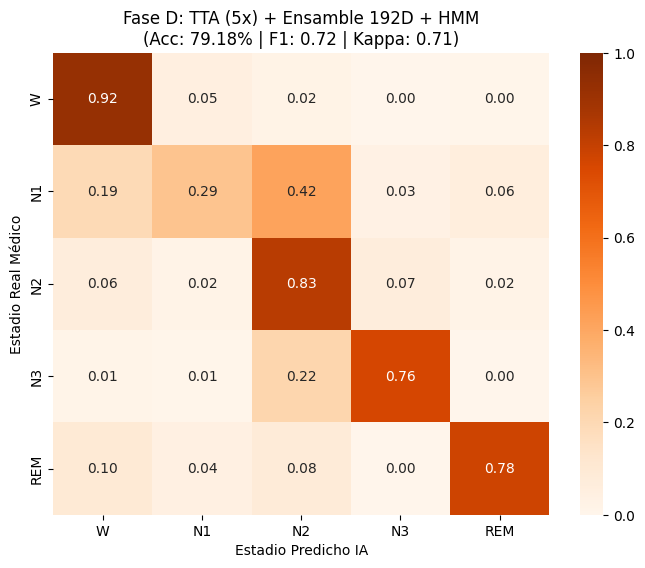 Fase D: TTA (5x) + Ensamble 192D + HMM
(Acc: 79.18% | F1: 0.72 | Kappa: 0.71)
Estadio Real Médico
W 0.92 0.05 0.02 0.00 0.00
N1 0.19 0.29 0.42 0.03 0.06
N2 0.06 0.02 0.83 0.07 0.02
N3 0.01 0.01 0.22 0.76 0.00
REM 0.10 0.04 0.08 0.00 0.78
W N1 N2 N3 REM
Estadio Predicho IA
1.0
0.8
0.6
0.4
0.2
0.0